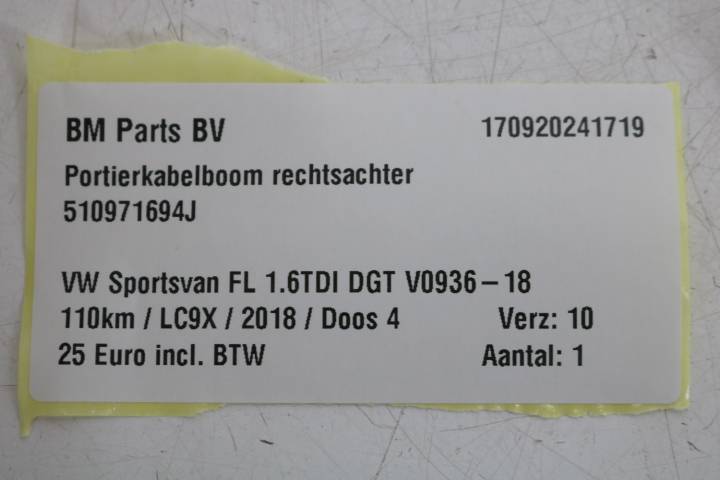 BM Parts BV 170920241719
Portierkabelboom rechtsachter
510971694J
VW Sportsvan FL 1.6TDI DGT V0936-18
110km / LC9X / 2018 / Doos 4 Verz: 10
25 Euro incl. BTW Aantal: 1